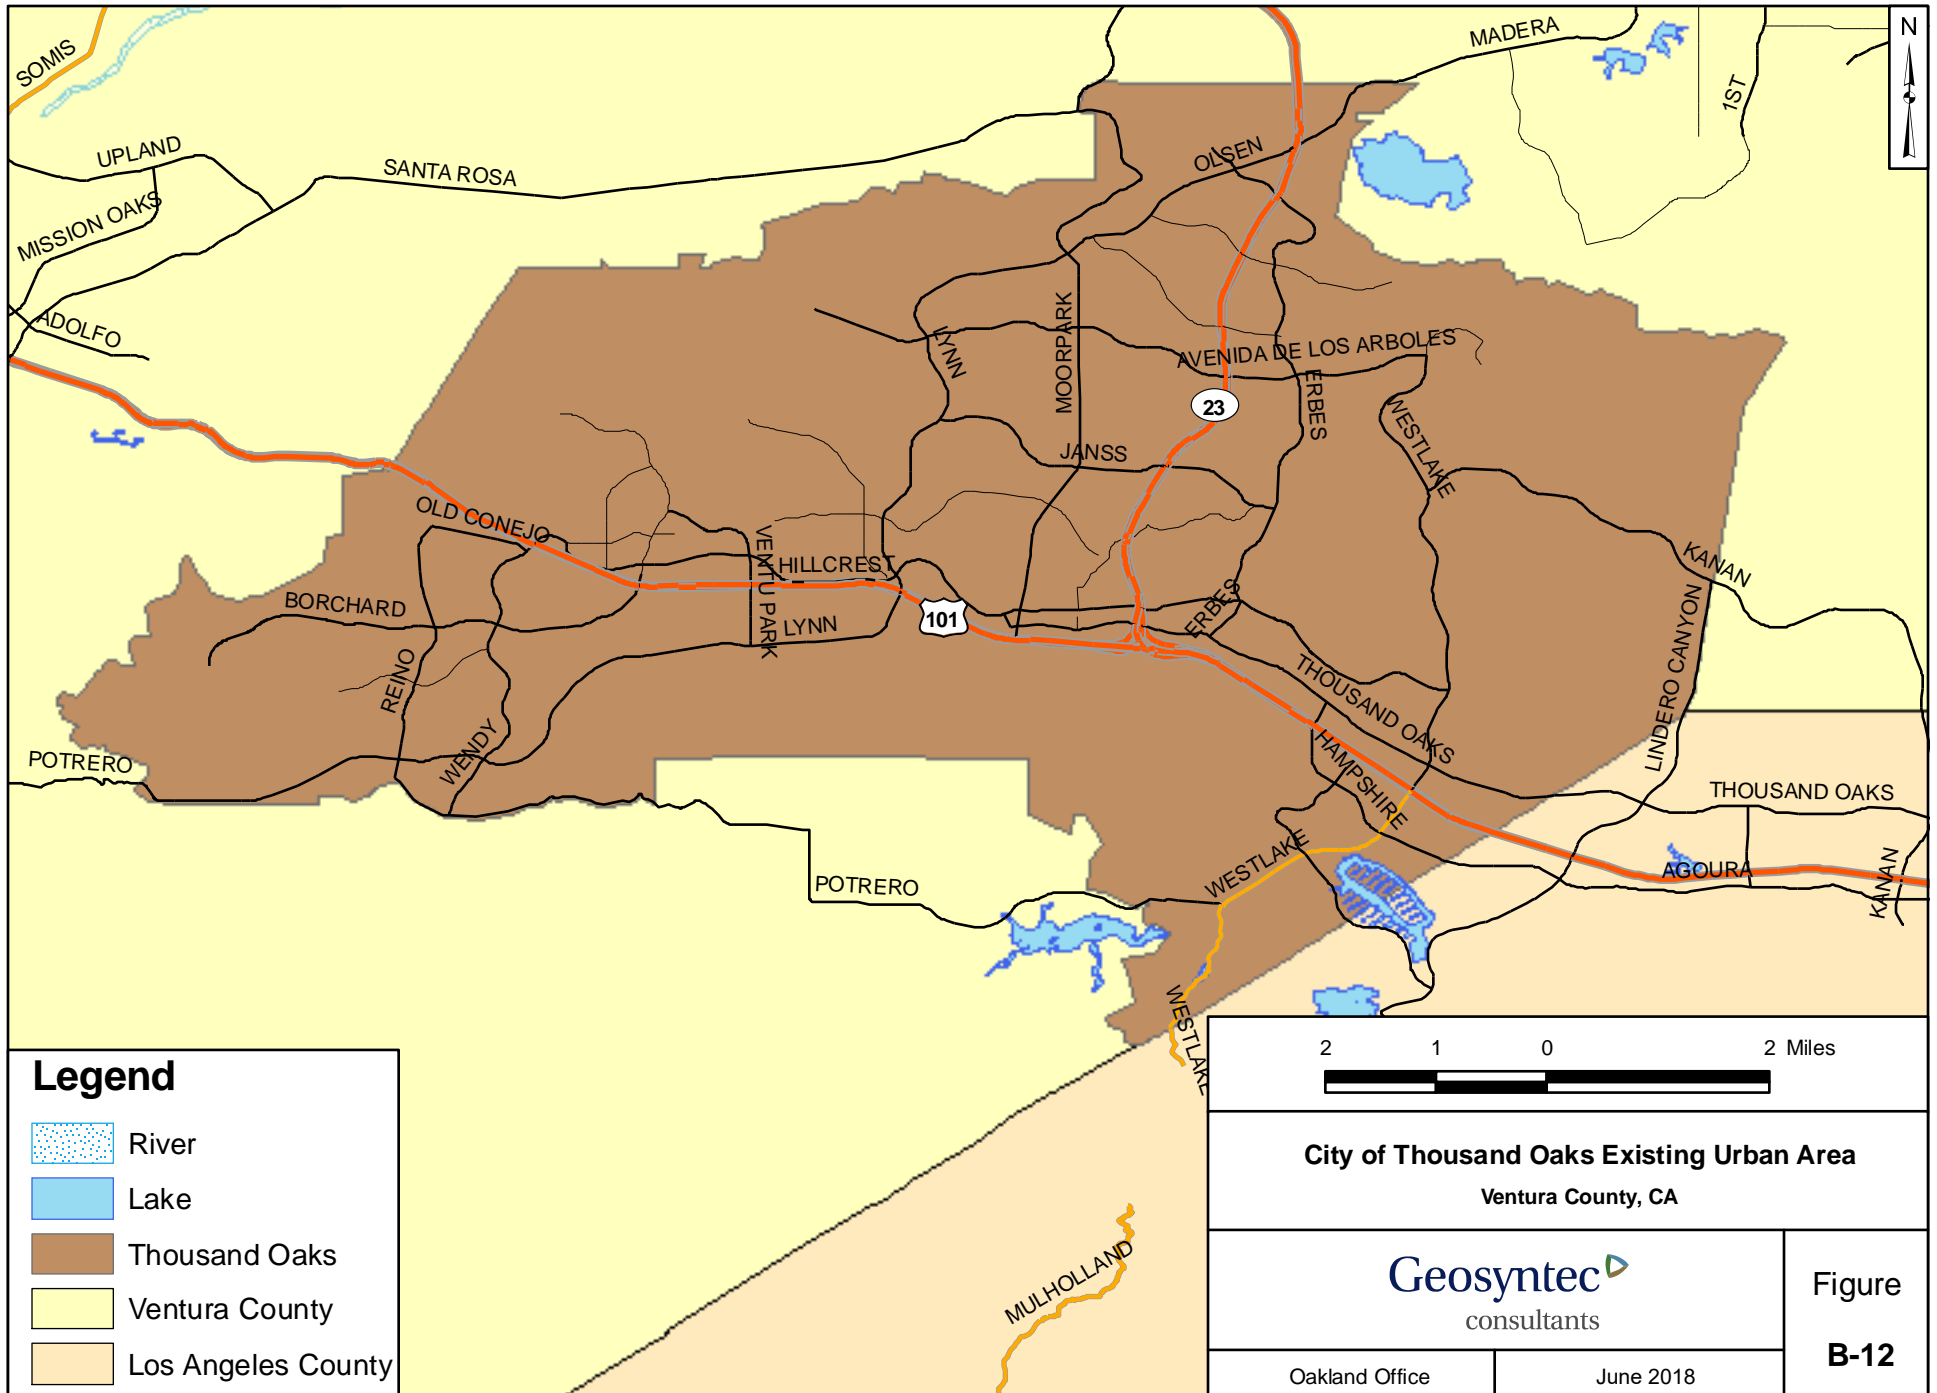 N
SOMIS
MADERA
1ST
UPLAND
SANTA ROSA
OLSEN
MISSION OAKS
ADOLFO
LYNN
MOORPARK
AVENIDA DE LOS ARBOLES
ERBES
23
WESTLAKE
JANSS
OLD CONEJO
VENTU PARK
HILLCREST
KANAN
BORCHARD
LYNN
101
ERBES
LINDERO CANYON
REINO
THOUSAND OAKS
WENDY
HAMPSHIRE
POTRERO
THOUSAND OAKS
WESTLAKE
POTRERO
AGOURA
KANAN
WESTLAKE
MULHOLLAND
Legend
River
Lake
Thousand Oaks
Ventura County
Los Angeles County
2 1 0 2 Miles
City of Thousand Oaks Existing Urban Area
Ventura County, CA
Geosyntec
consultants
Figure
B-12
Oakland Office
June 2018